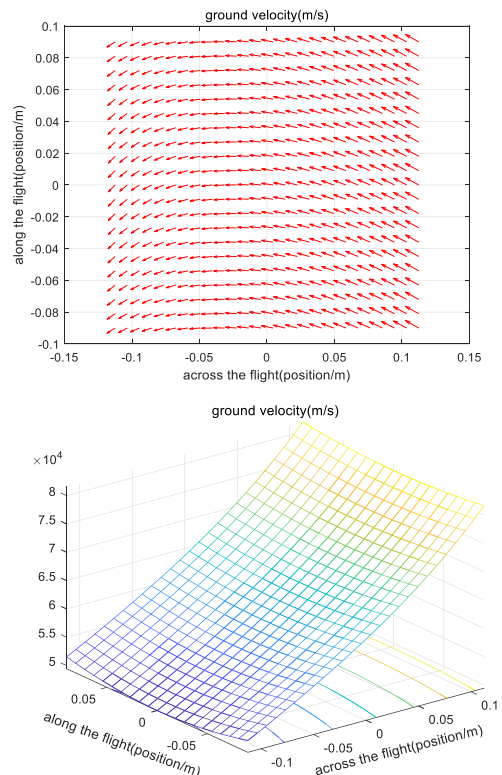 ground velocity(m/s)
0.1
0.08
0.06
0.04
0.02
0
-0.02
-0.04
-0.06
-0.08
-0.1
along the flight(position/m)
-0.15 -0.1 -0.05 0 0.05 0.1 0.15
across the flight(position/m)
ground velocity(m/s)
×10^4
8
7.5
7
6.5
6
5.5
5
0.05
0
-0.05
along the flight(position/m)
-0.1 -0.05 0 0.05 0.1
across the flight(position/m)